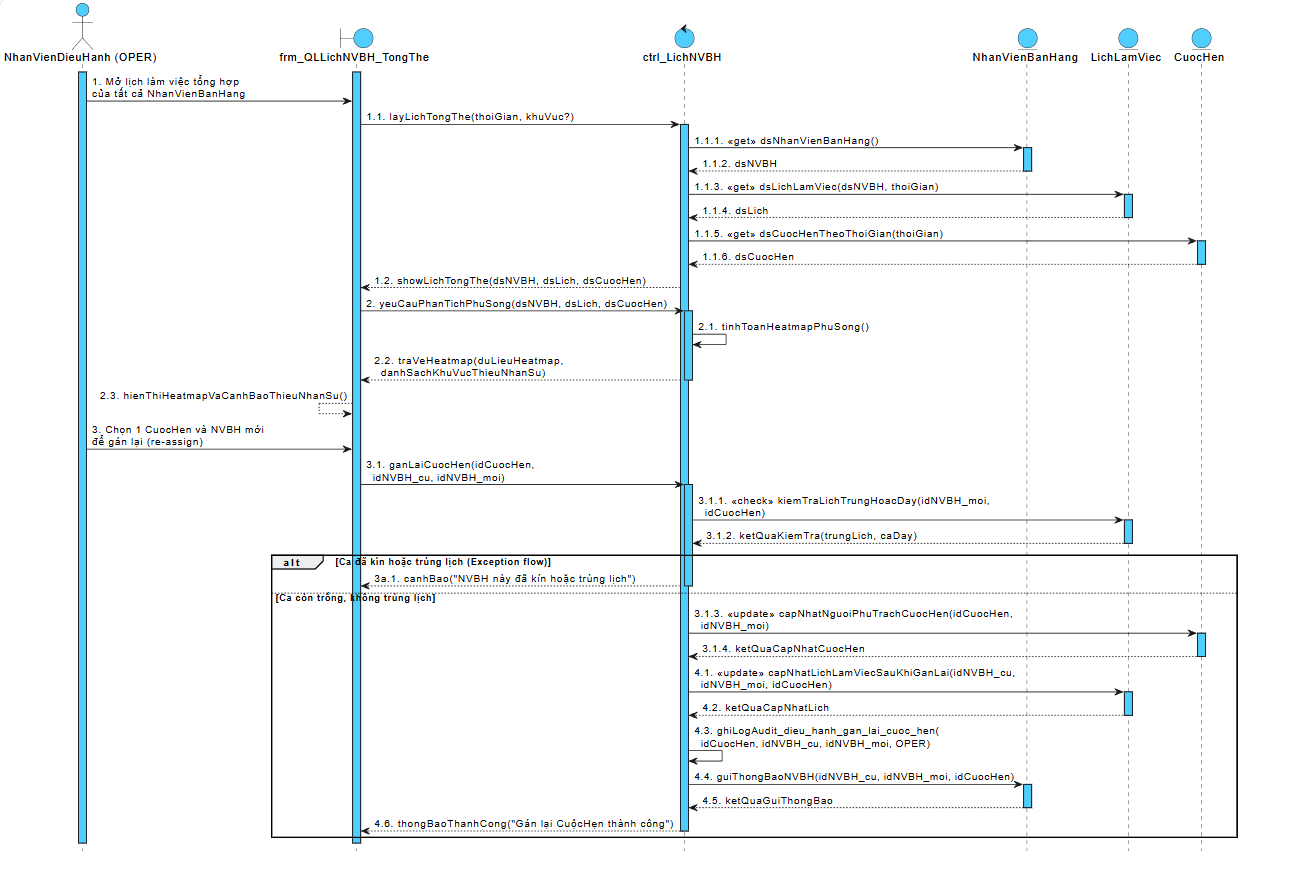 NhanVienDieuHanh (OPER)
frm_QLLichNVBH_TongThe
ctrl_LichNVBH
NhanVienBanHang
LichLamViec
CuocHen
1. Mở lịch làm việc tổng hợp
của tất cả NhanVienBanHang
1.1. layLichTongThe(thoiGian, khuVuc?)
1.1.1. «get» dsNhanVienBanHang()
1.1.2. dsNVBH
1.1.3. «get» dsLichLamViec(dsNVBH, thoiGian)
1.1.4. dsLich
1.1.5. «get» dsCuocHenTheoThoiGian(thoiGian)
1.1.6. dsCuocHen
1.2. showLichTongThe(dsNVBH, dsLich, dsCuocHen)
2. yeuCauPhanTichPhuSong(dsNVBH, dsLich, dsCuocHen)
2.1. tinhToanHeatmapPhuSong()
2.2. traVeHeatmap(duLieuHeatmap,
danhSachKhuVucThieuNhanSu)
2.3. hienThiHeatmapVaCanhBaoThieuNhanSu()
3. Chọn 1 CuocHen và NVBH mới
để gán lại (re-assign)
3.1. ganLaiCuocHen(idCuocHen,
idNVBH_cu, idNVBH_moi)
3.1.1. «check» kiemTraLichTrungHoacDay(idNVBH_moi,
idCuocHen)
3.1.2. ketQuaKiemTra(trungLich, caDay)
alt
[Ca đã kín hoặc trùng lịch (Exception flow)]
3a.1. canhBao("NVBH này đã kín hoặc trùng lịch")
[Ca còn trống, không trùng lịch]
3.1.3. «update» capNhatNguoiPhuTrachCuocHen(idCuocHen,
idNVBH_moi)
3.1.4. ketQuaCapNhatCuocHen
4.1. «update» capNhatLichLamViecSauKhiGanLai(idNVBH_cu,
idNVBH_moi, idCuocHen)
4.2. ketQuaCapNhatLich
4.3. ghiLogAudit_dieu_hanh_gan_lai_cuoc_hen(
idCuocHen, idNVBH_cu, idNVBH_moi, OPER)
4.4. guiThongBaoNVBH(idNVBH_cu, idNVBH_moi, idCuocHen)
4.5. ketQuaGuiThongBao
4.6. thongBaoThanhCong("Gán lại CuộcHẹn thành công")